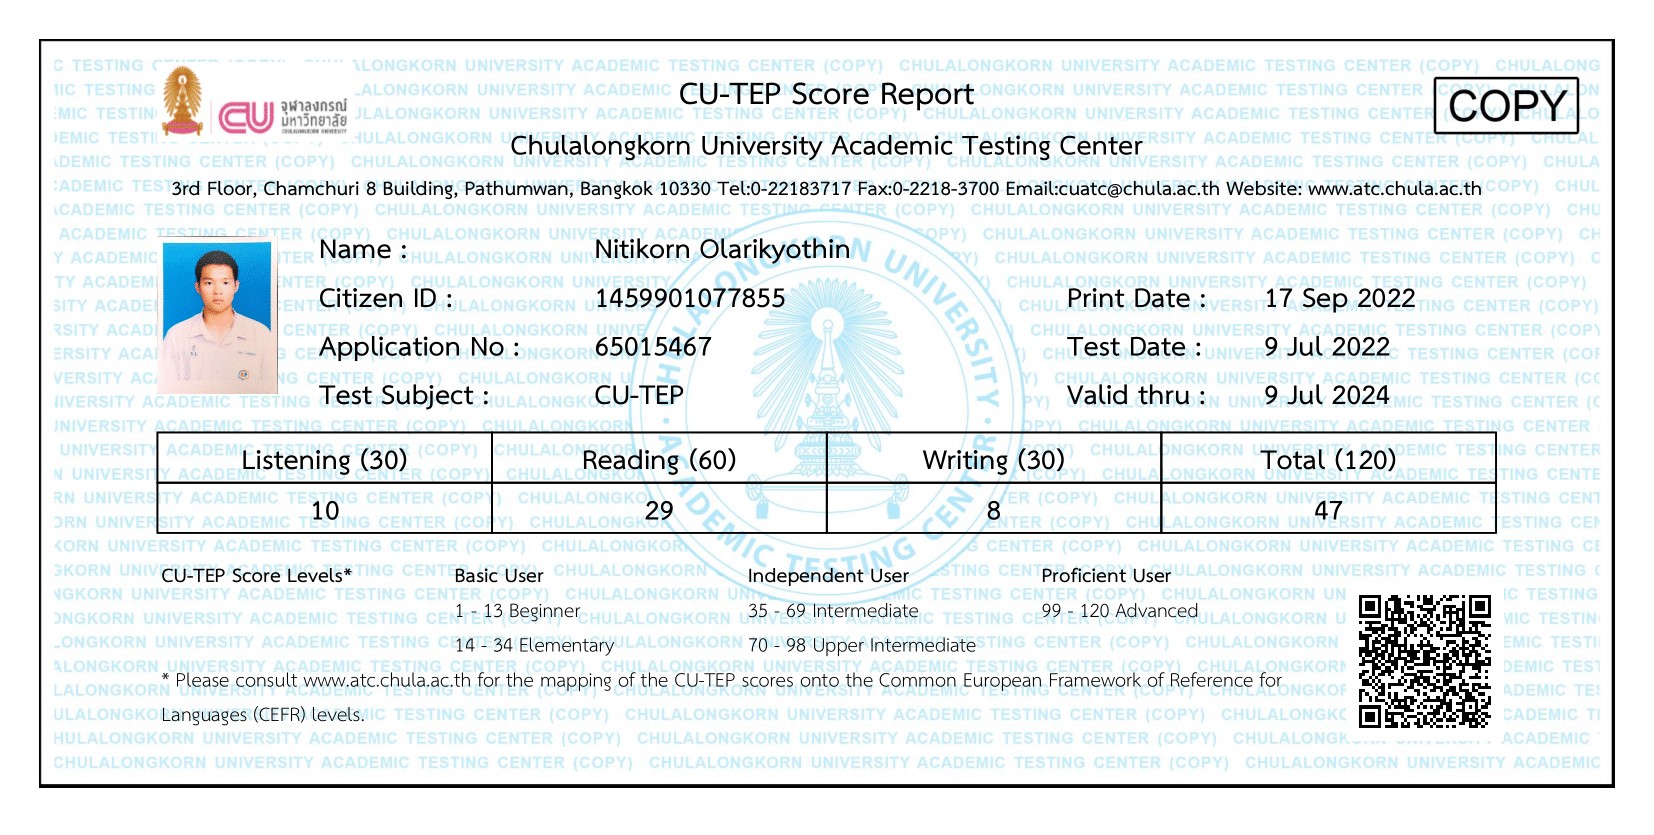 จุฬาลงกรณ์
มหาวิทยาลัย
CHULALONGKORN UNIVERSITY
CU-TEP Score Report
COPY
Chulalongkorn University Academic Testing Center
3rd Floor, Chamchuri 8 Building, Pathumwan, Bangkok 10330 Tel:0-22183717 Fax:0-2218-3700 Email:cuatc@chula.ac.th Website: www.atc.chula.ac.th
Name : Nitikorn Olarikyothin
Citizen ID : 1459901077855 Print Date : 17 Sep 2022
Application No : 65015467 Test Date : 9 Jul 2022
Test Subject : CU-TEP Valid thru : 9 Jul 2024
CHULALONGKORN UNIVERSITY · ACADEMIC TESTING CENTER ·
Listening (30) Reading (60) Writing (30) Total (120)
10 29 8 47
CU-TEP Score Levels* Basic User Independent User Proficient User
1 - 13 Beginner 35 - 69 Intermediate 99 - 120 Advanced
14 - 34 Elementary 70 - 98 Upper Intermediate
* Please consult www.atc.chula.ac.th for the mapping of the CU-TEP scores onto the Common European Framework of Reference for
Languages (CEFR) levels.
CHULALONGKORN UNIVERSITY ACADEMIC TESTING CENTER (COPY)